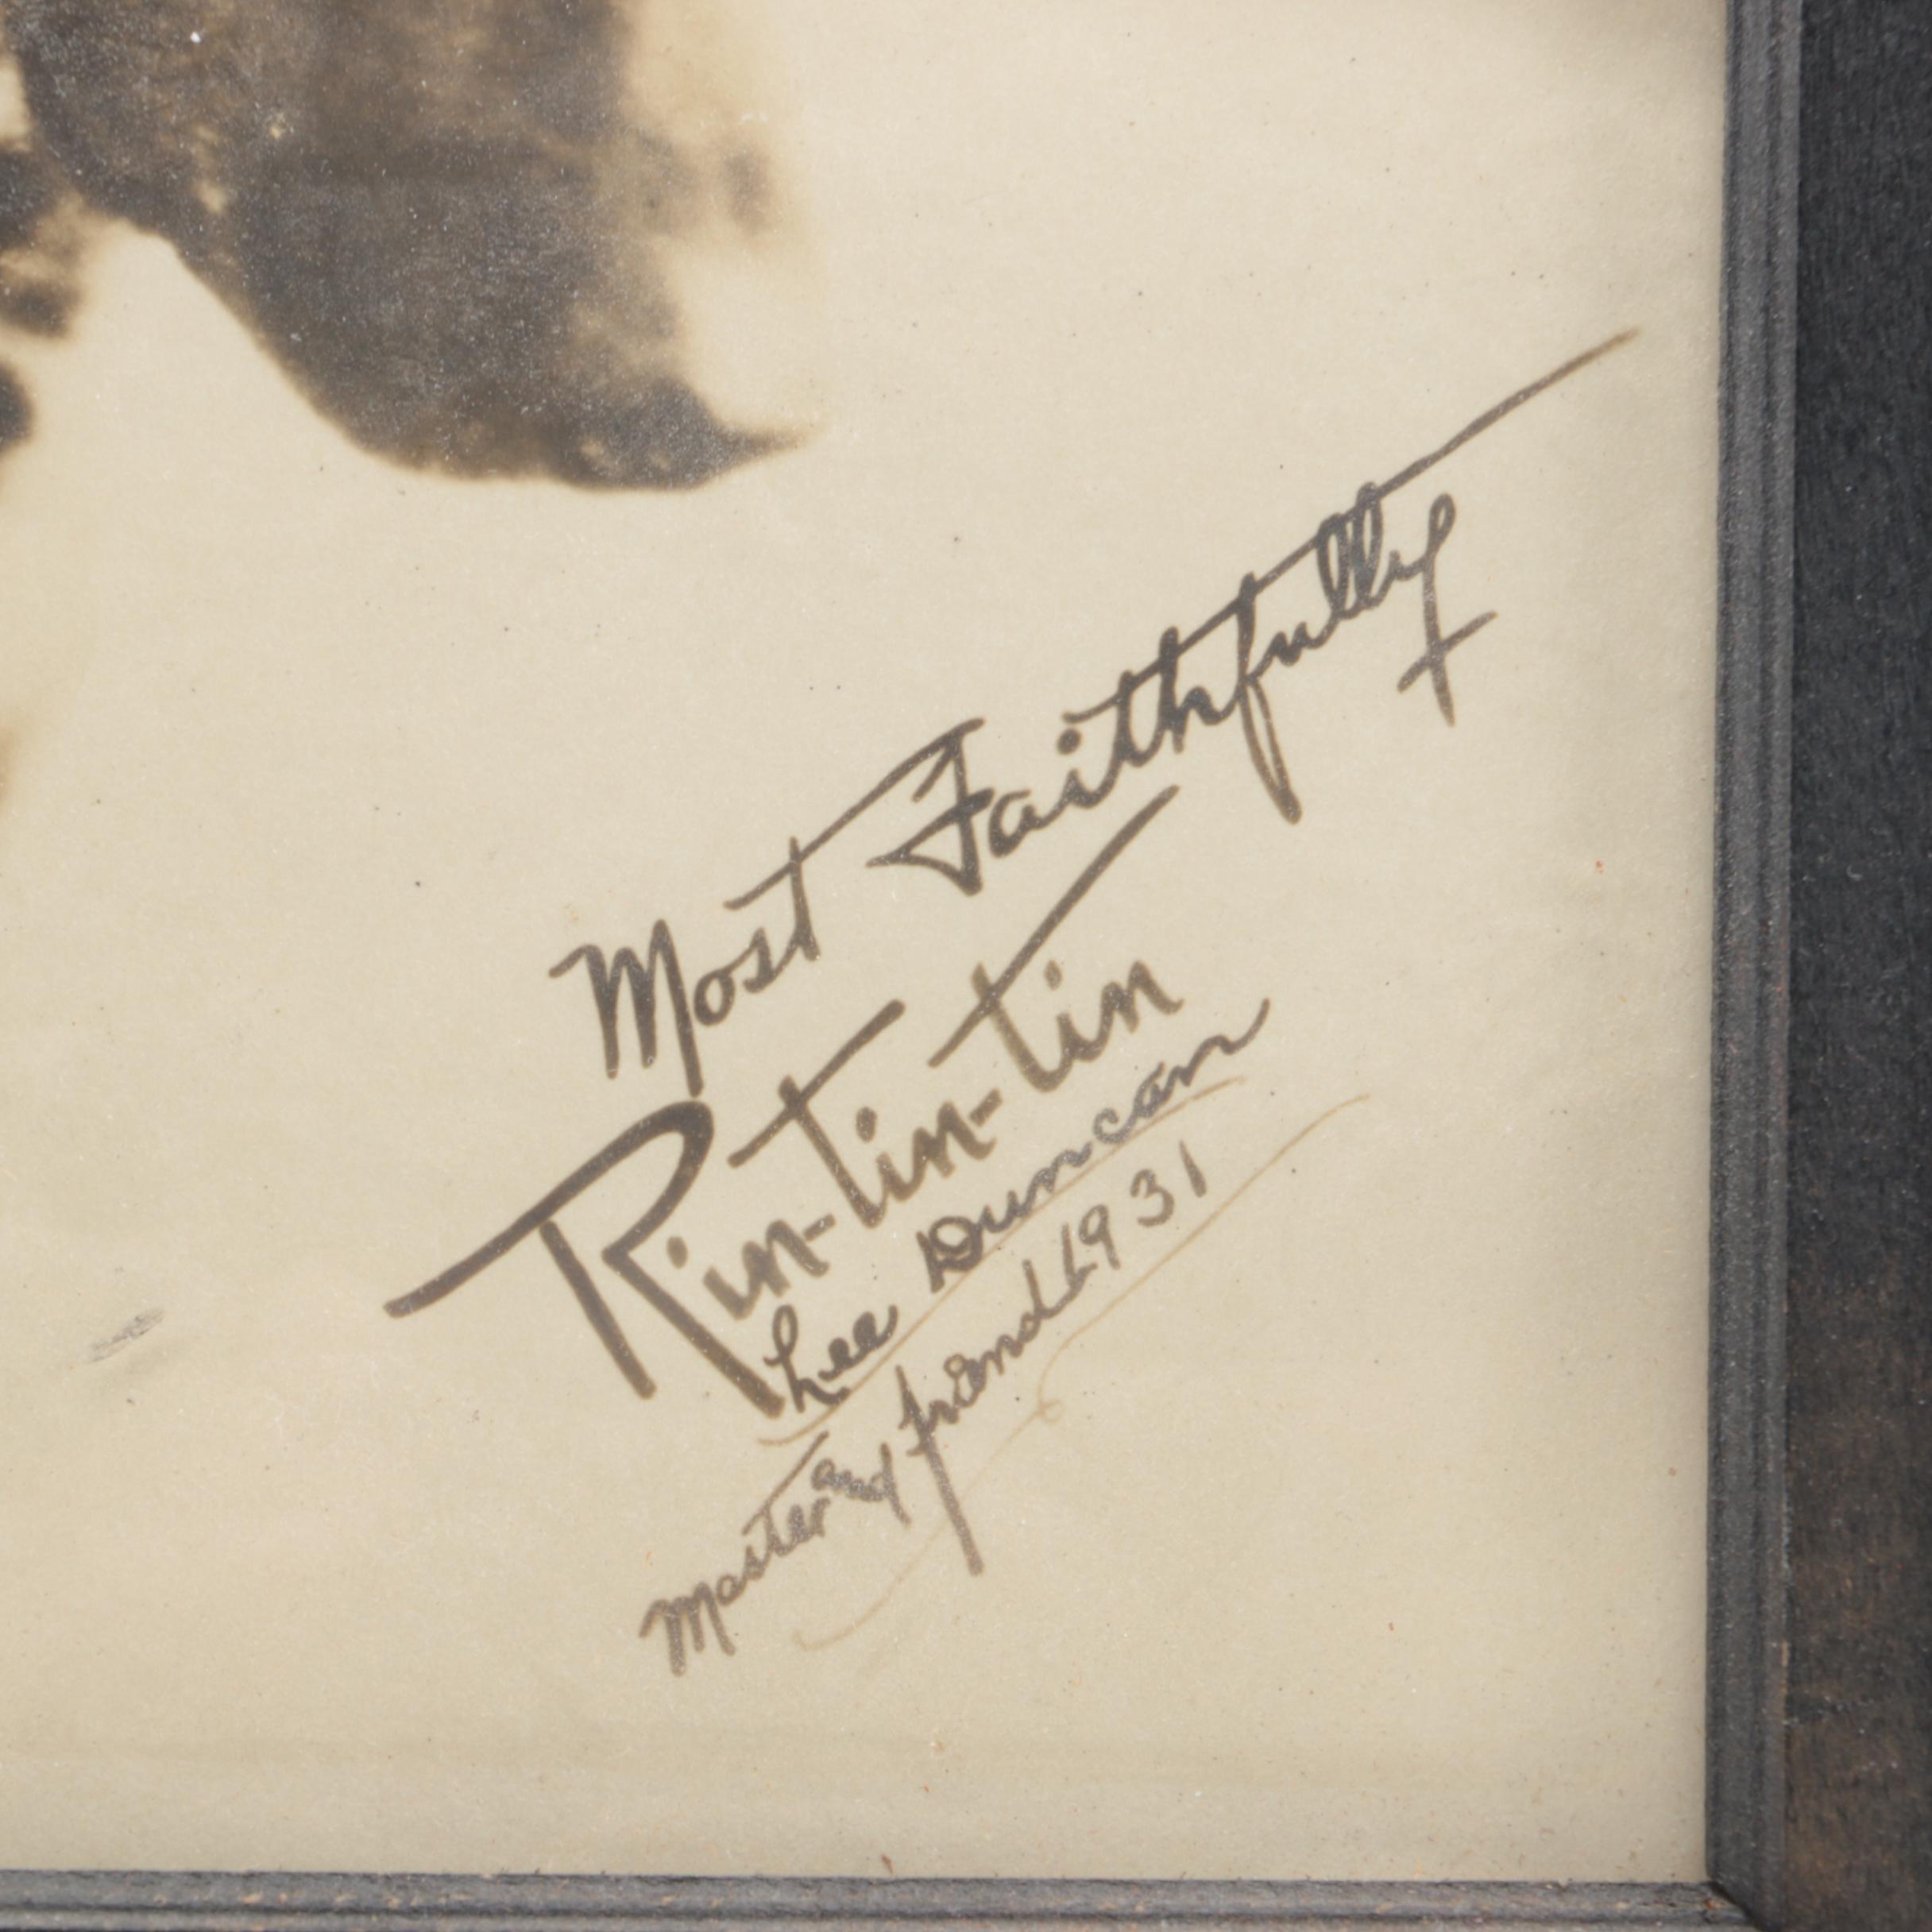 Most Faithfully
Rin-tin-tin
Lee Duncan
Master and friend 1931